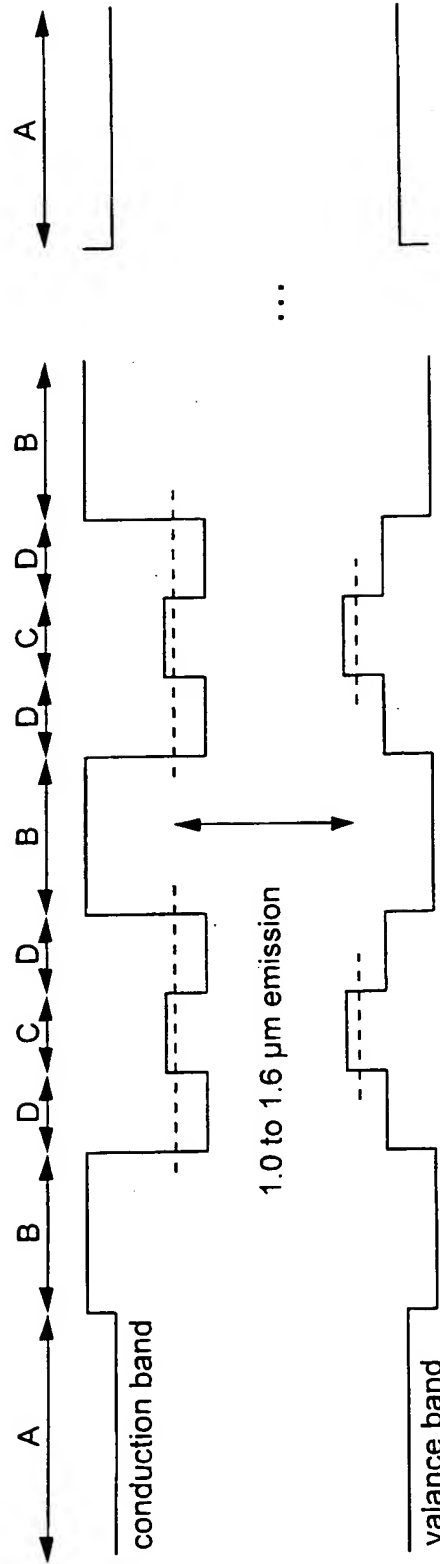 A B D C D B D C D B A
conduction band
1.0 to 1.6 µm emission
...
valance band